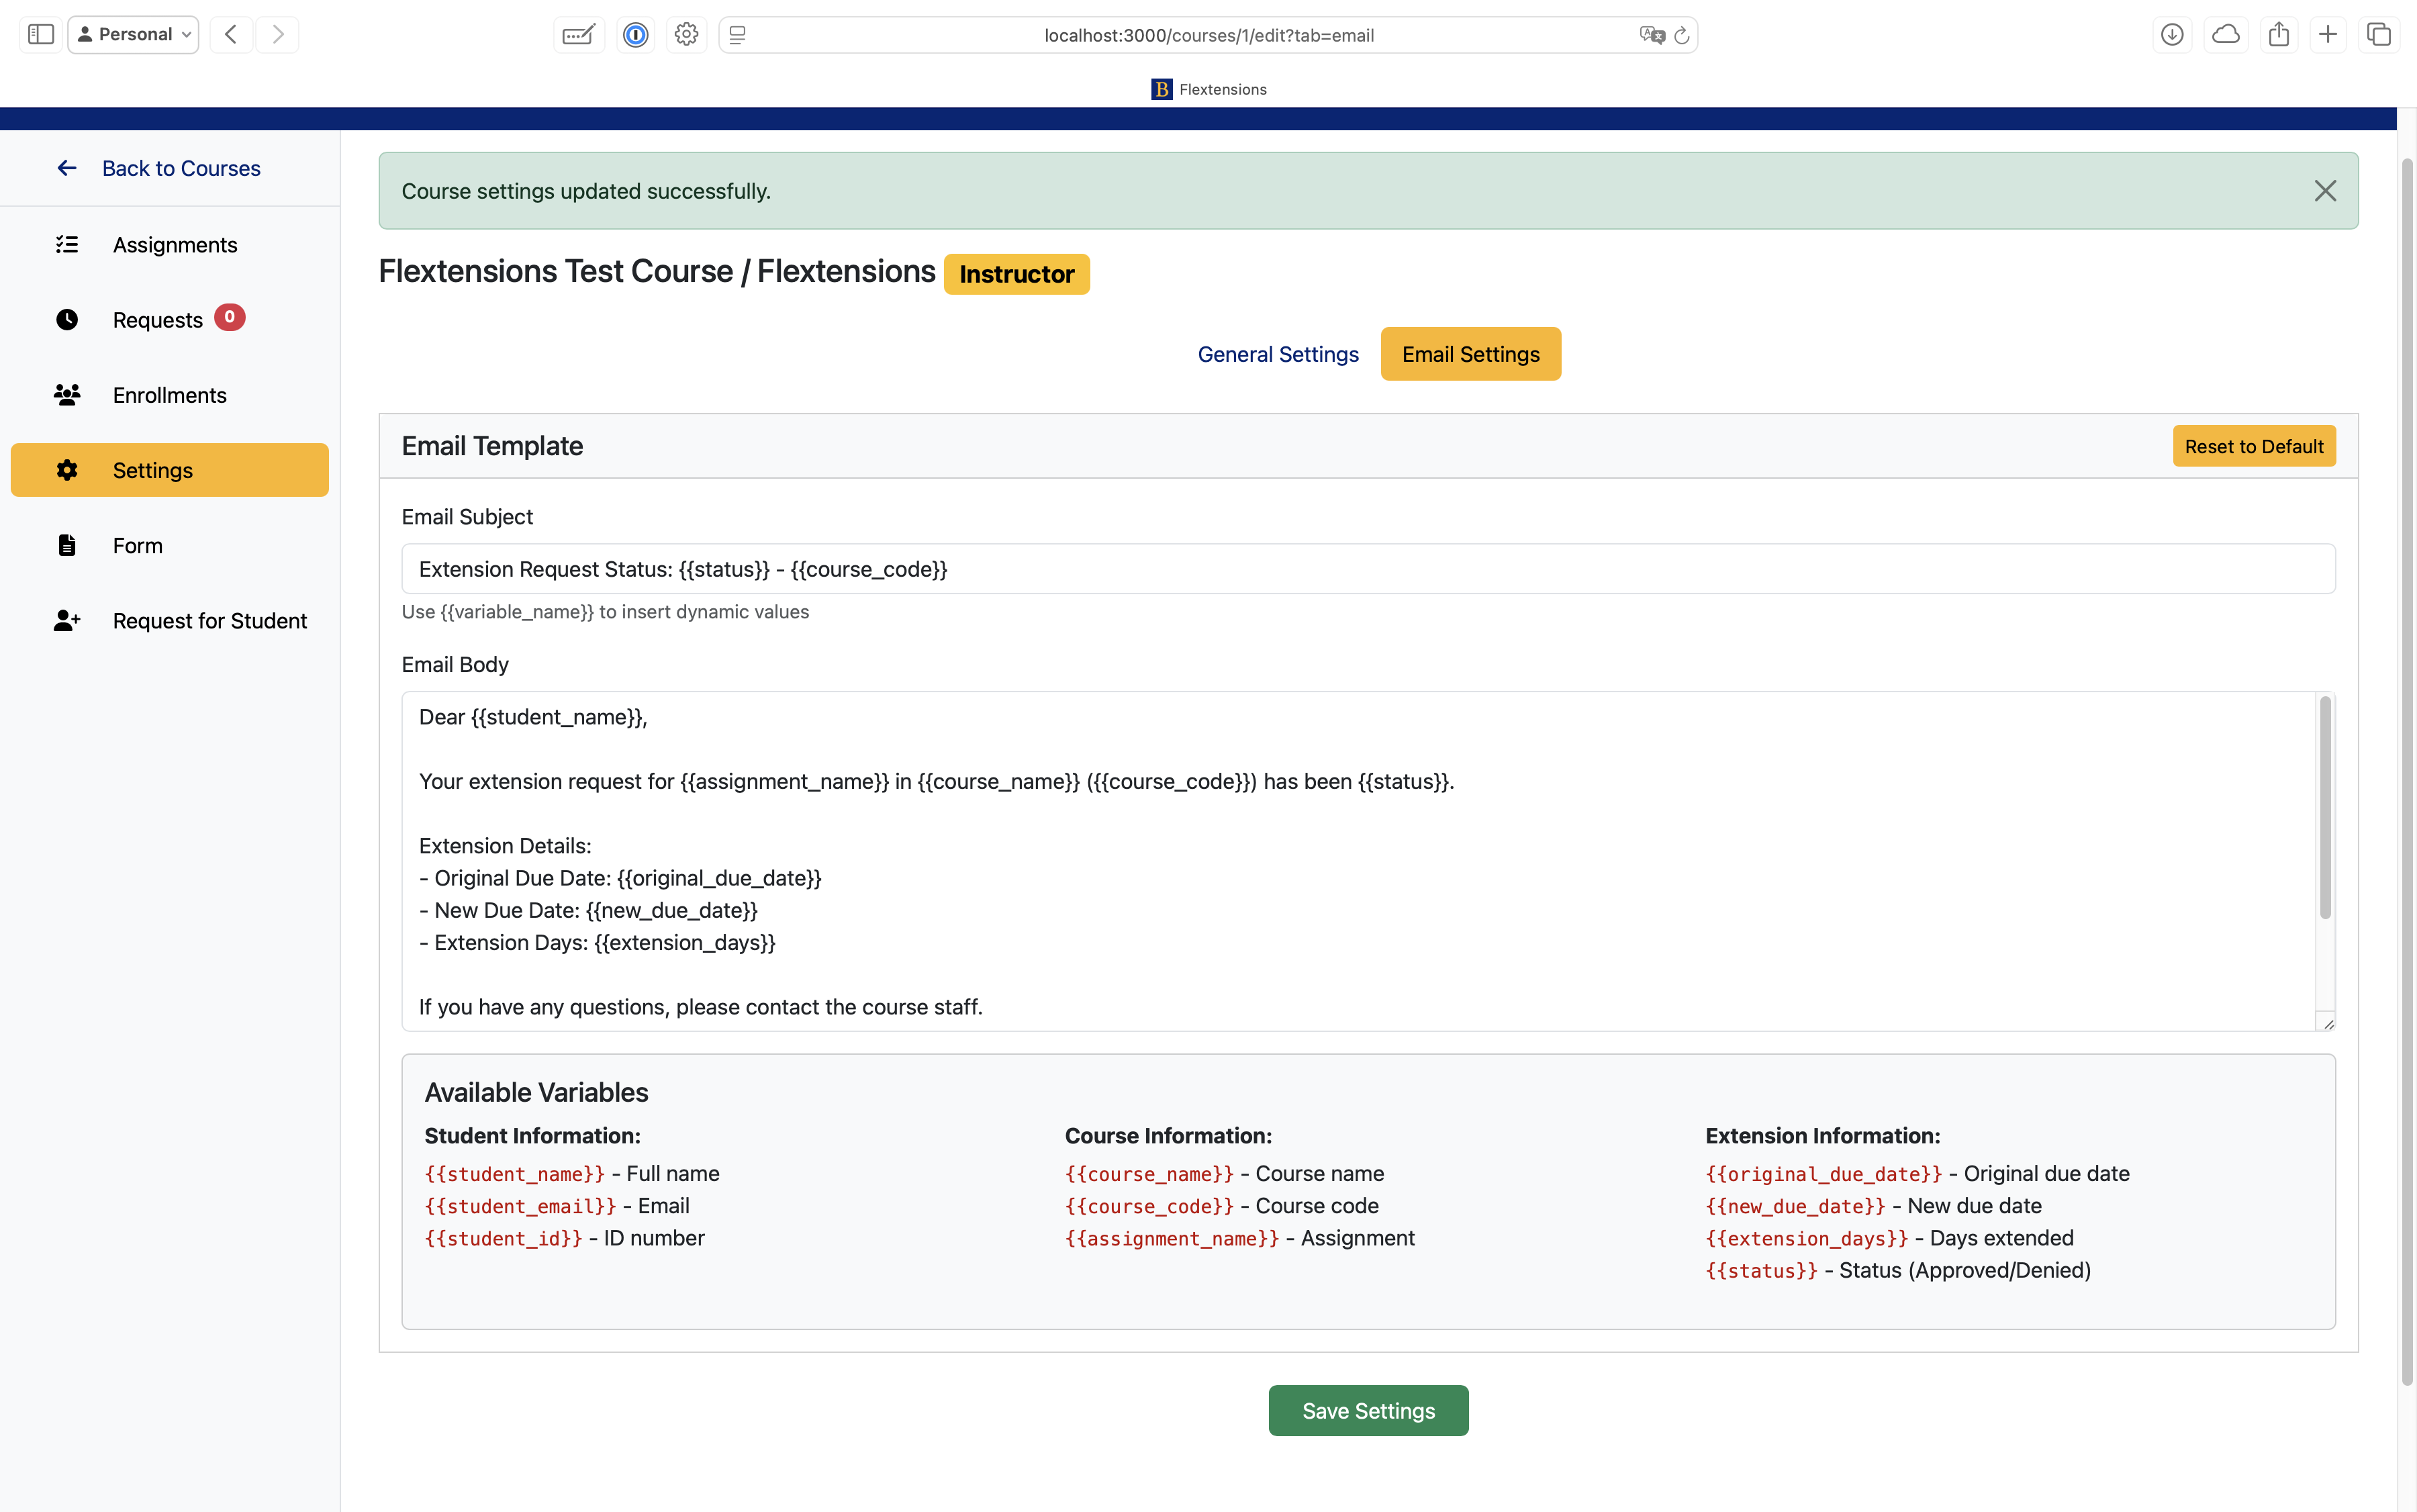 Personal
localhost:3000/courses/1/edit?tab=email
B Flextensions
Back to Courses
Assignments
Requests 0
Enrollments
Settings
Form
Request for Student
Course settings updated successfully.
Flextensions Test Course / Flextensions Instructor
General Settings Email Settings
Email Template Reset to Default
Email Subject
Extension Request Status: {{status}} - {{course_code}}
Use {{variable_name}} to insert dynamic values
Email Body
Dear {{student_name}},
Your extension request for {{assignment_name}} in {{course_name}} ({{course_code}}) has been {{status}}.
Extension Details:
- Original Due Date: {{original_due_date}}
- New Due Date: {{new_due_date}}
- Extension Days: {{extension_days}}
If you have any questions, please contact the course staff.
Available Variables
Student Information:
{{student_name}} - Full name
{{student_email}} - Email
{{student_id}} - ID number
Course Information:
{{course_name}} - Course name
{{course_code}} - Course code
{{assignment_name}} - Assignment
Extension Information:
{{original_due_date}} - Original due date
{{new_due_date}} - New due date
{{extension_days}} - Days extended
{{status}} - Status (Approved/Denied)
Save Settings